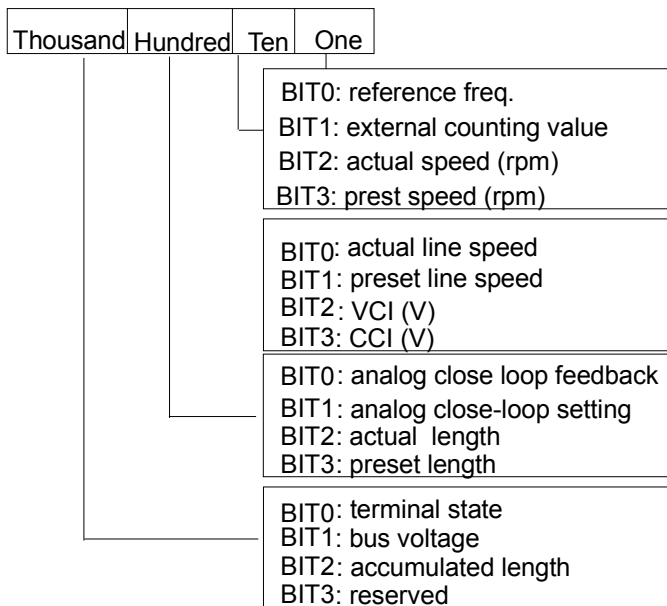 Thousand Hundred Ten One
BIT0: reference freq.
BIT1: external counting value
BIT2: actual speed (rpm)
BIT3: prest speed (rpm)
BIT0: actual line speed
BIT1: preset line speed
BIT2: VCI (V)
BIT3: CCI (V)
BIT0: analog close loop feedback
BIT1: analog close-loop setting
BIT2: actual length
BIT3: preset length
BIT0: terminal state
BIT1: bus voltage
BIT2: accumulated length
BIT3: reserved